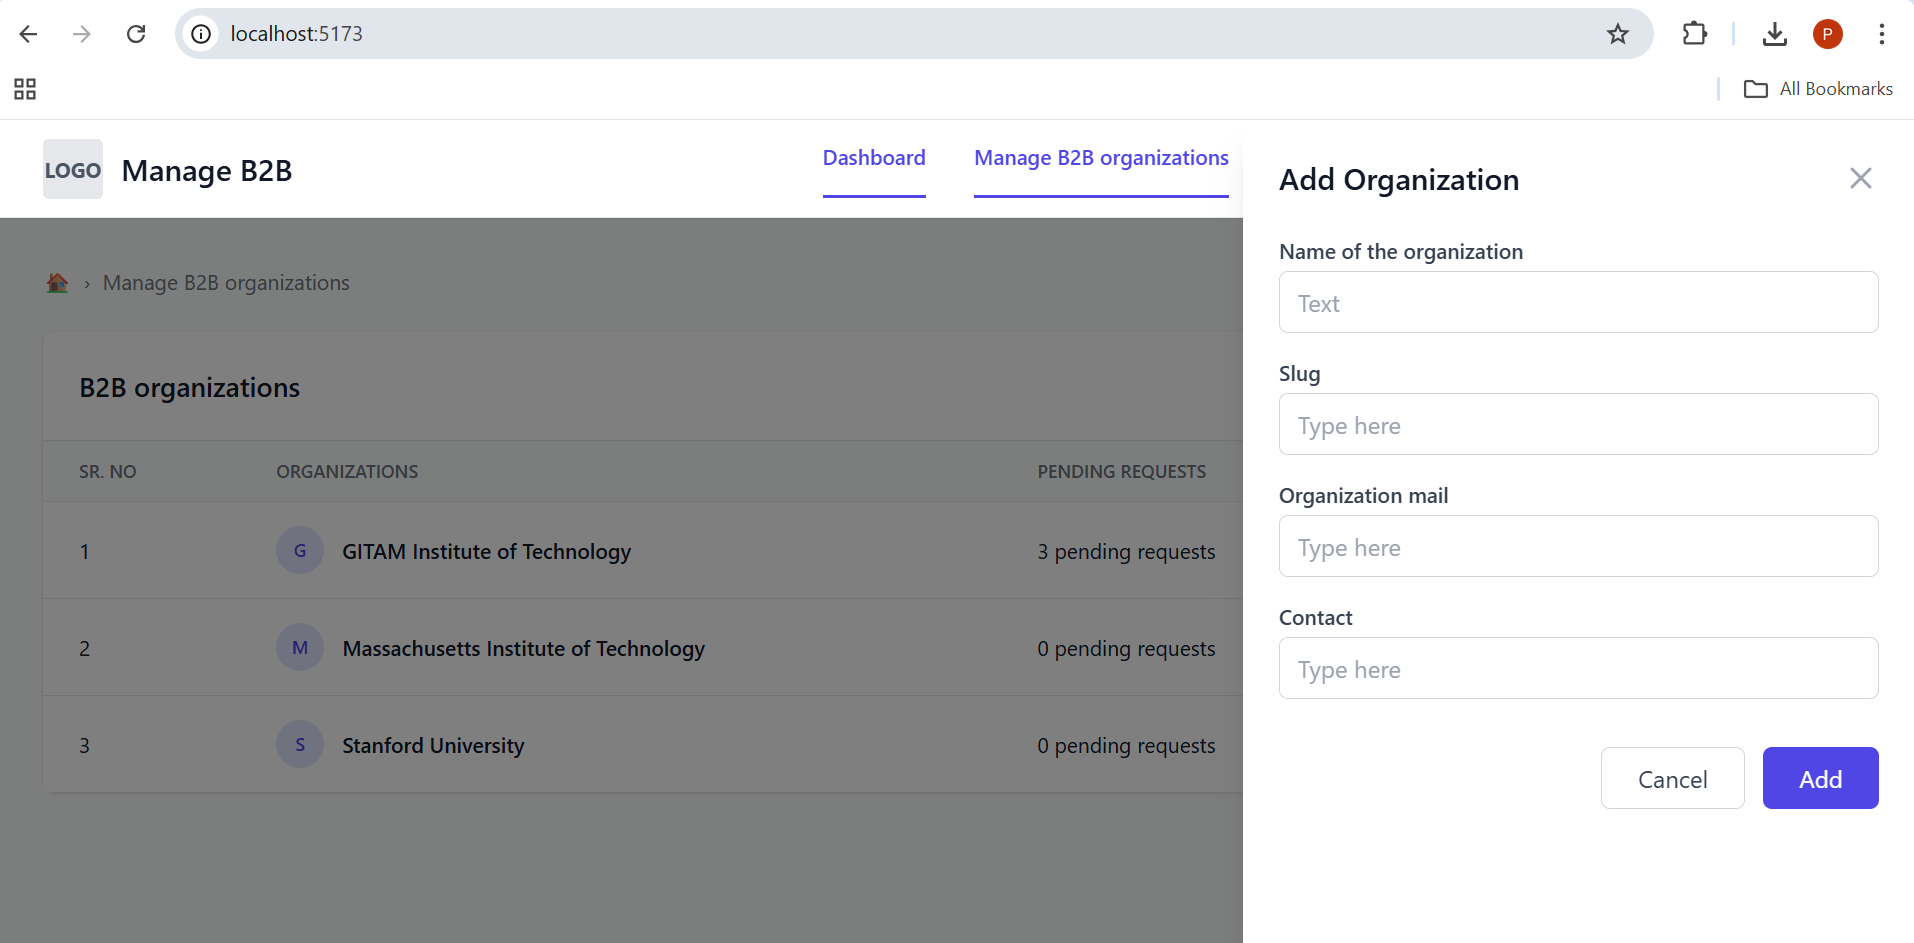 localhost:5173
P
All Bookmarks
LOGO
Manage B2B
Dashboard
Manage B2B organizations
› Manage B2B organizations
B2B organizations
SR. NO ORGANIZATIONS PENDING REQUESTS
1 G GITAM Institute of Technology 3 pending requests
2 M Massachusetts Institute of Technology 0 pending requests
3 S Stanford University 0 pending requests
Add Organization
Name of the organization
Text
Slug
Type here
Organization mail
Type here
Contact
Type here
Cancel Add